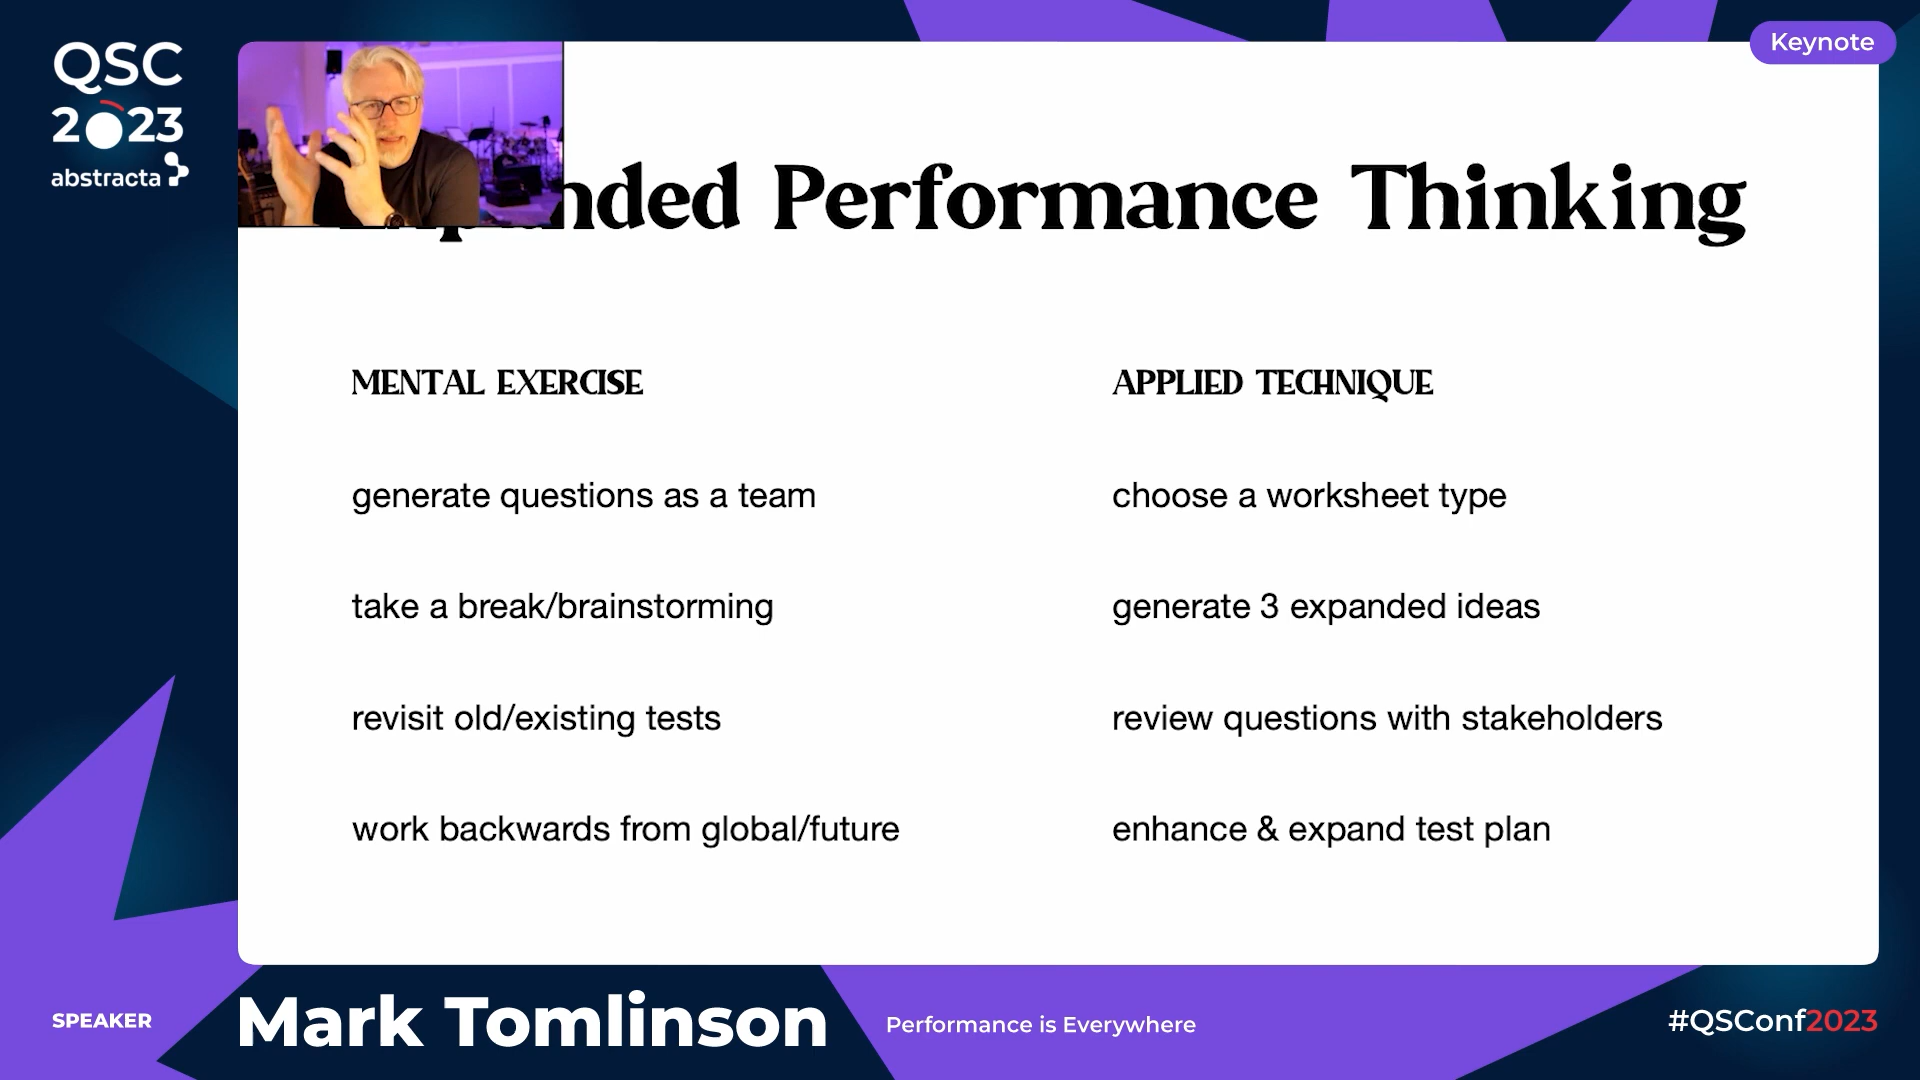 QSC
2023
abstracta
Keynote
Expanded Performance Thinking
MENTAL EXERCISE
generate questions as a team
take a break/brainstorming
revisit old/existing tests
work backwards from global/future
APPLIED TECHNIQUE
choose a worksheet type
generate 3 expanded ideas
review questions with stakeholders
enhance & expand test plan
SPEAKER
Mark Tomlinson
Performance is Everywhere
#QSConf2023